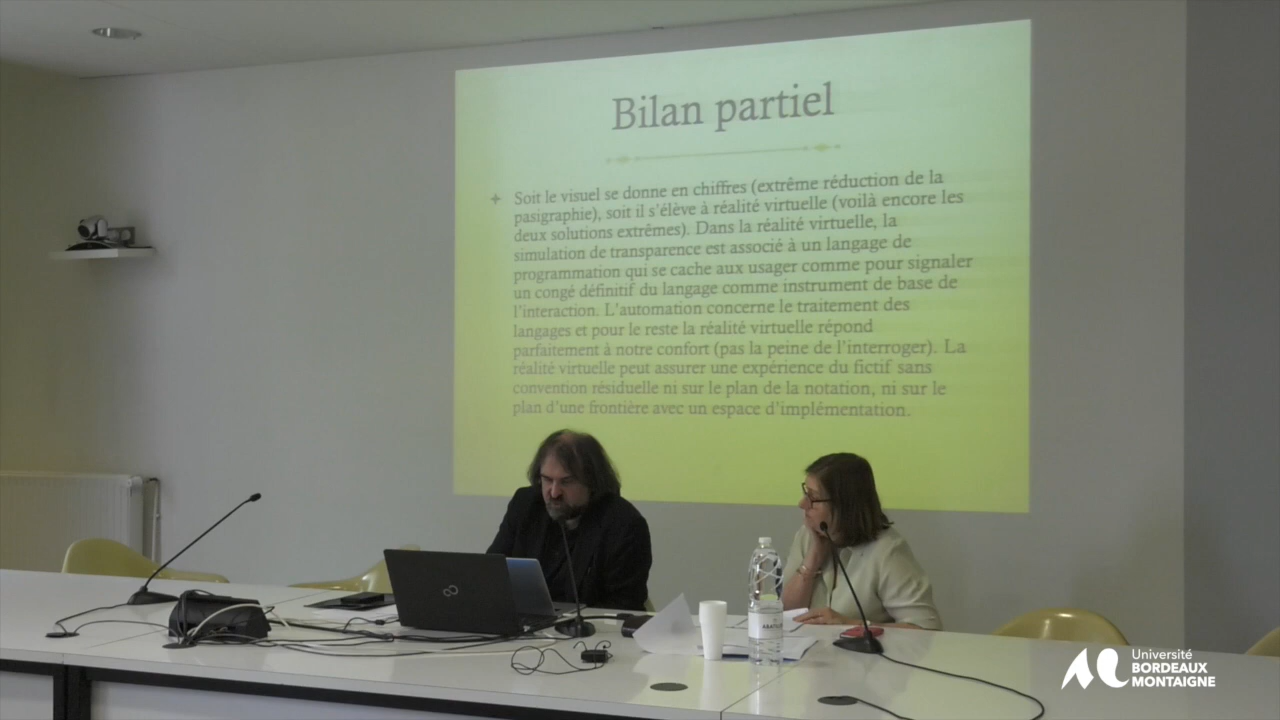 Bilan partiel
Soit le visuel se donne en chiffres (extrême réduction de la
pasigraphie), soit il s'élève à réalité virtuelle (voilà encore les
deux solutions extrêmes). Dans la réalité virtuelle, la
simulation de transparence est associé à un langage de
programmation qui se cache aux usager comme pour signaler
un congé définitif du langage comme instrument de base de
l'interaction. L'automation concerne le traitement des
langages et pour le reste la réalité virtuelle répond
parfaitement à notre confort (pas la peine de l'interroger). La
réalité virtuelle peut assurer une expérience du fictif sans
convention résiduelle ni sur le plan de la notation, ni sur le
plan d'une frontière avec un espace d'implémentation.
Université
BORDEAUX
MONTAIGNE